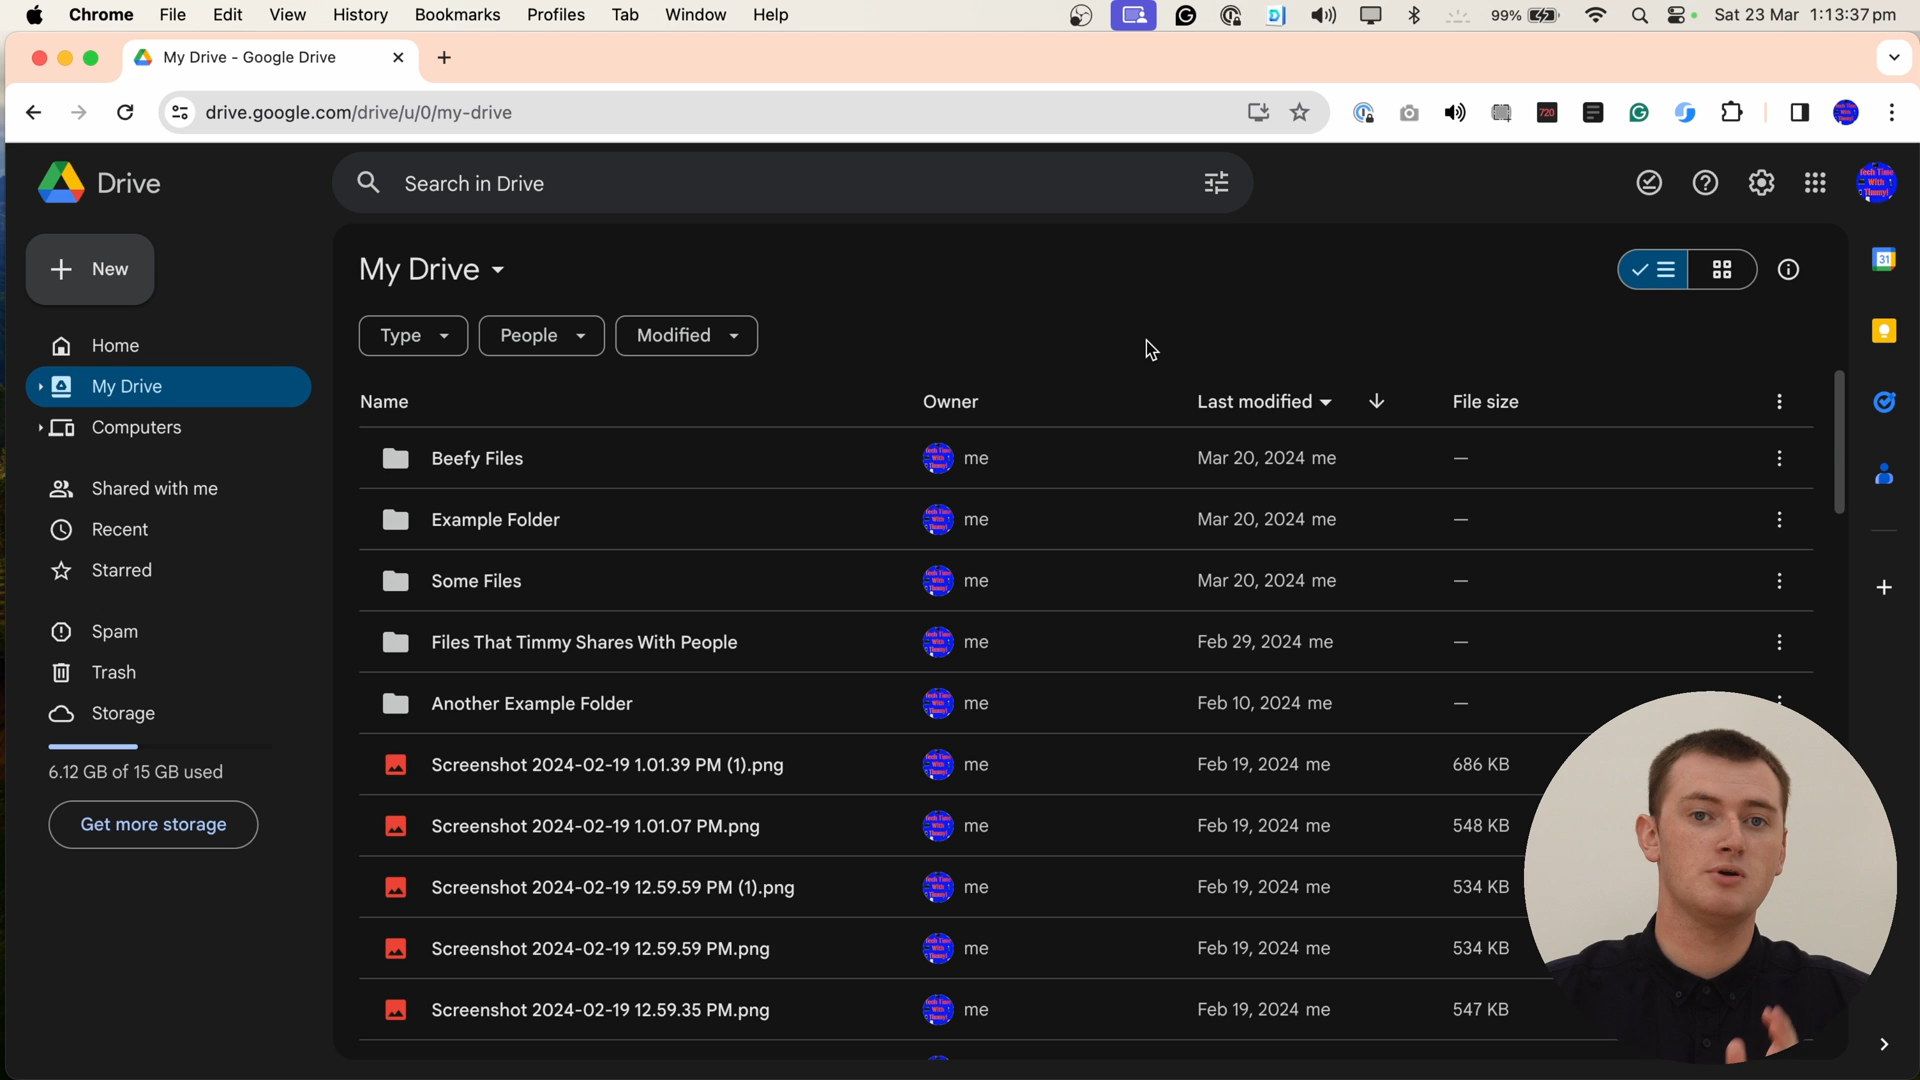 Chrome File Edit View History Bookmarks Profiles Tab Window Help 99% Sat 23 Mar 1:13:37 pm
My Drive - Google Drive
drive.google.com/drive/u/0/my-drive
720
Drive
Search in Drive
Tech Time With Timmy!
New
My Drive
31
Type People Modified
Home
My Drive
Computers
Shared with me
Recent
Starred
Spam
Trash
Storage
6.12 GB of 15 GB used
Get more storage
Name Owner Last modified File size
Beefy Files me Mar 20, 2024 me —
Example Folder me Mar 20, 2024 me —
Some Files me Mar 20, 2024 me —
Files That Timmy Shares With People me Feb 29, 2024 me —
Another Example Folder me Feb 10, 2024 me —
Screenshot 2024-02-19 1.01.39 PM (1).png me Feb 19, 2024 me 686 KB
Screenshot 2024-02-19 1.01.07 PM.png me Feb 19, 2024 me 548 KB
Screenshot 2024-02-19 12.59.59 PM (1).png me Feb 19, 2024 me 534 KB
Screenshot 2024-02-19 12.59.59 PM.png me Feb 19, 2024 me 534 KB
Screenshot 2024-02-19 12.59.35 PM.png me Feb 19, 2024 me 547 KB